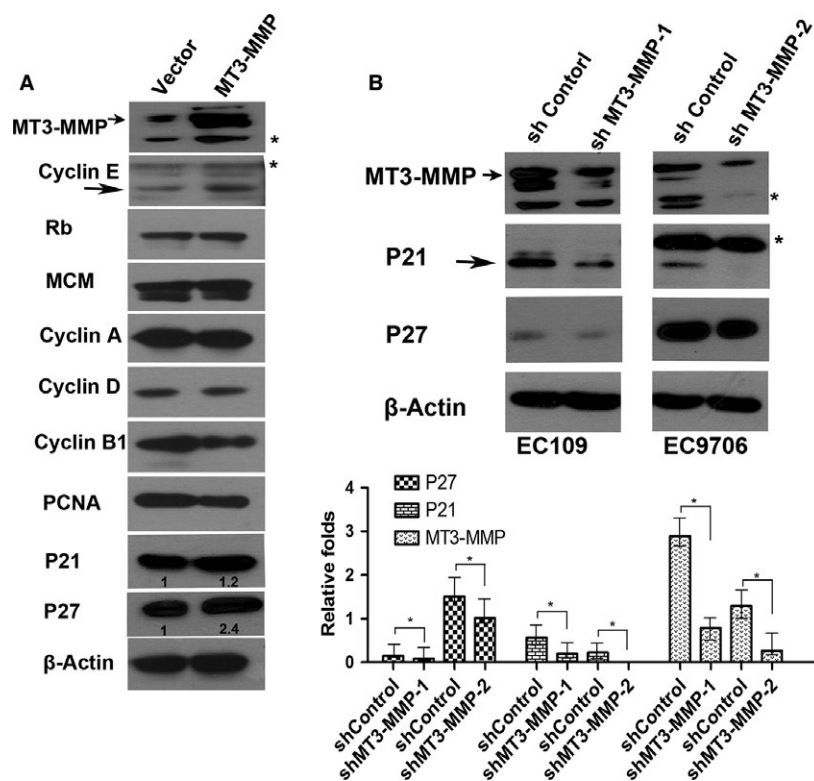 A
Vector
MT3-MMP
MT3-MMP
*
Cyclin E
*
Rb
MCM
Cyclin A
Cyclin D
Cyclin B1
PCNA
P21
1 1.2
P27
1 2.4
β-Actin
B
sh Contorl
sh MT3-MMP-1
sh Control
sh MT3-MMP-2
MT3-MMP
*
P21
*
P27
β-Actin
EC109 EC9706
Relative folds
4
3
2
1
0
P27
P21
MT3-MMP
* * * * * *
shControl
shMT3-MMP-1
shControl
shMT3-MMP-2
shControl
shMT3-MMP-1
shControl
shMT3-MMP-2
shControl
shMT3-MMP-1
shControl
shMT3-MMP-2